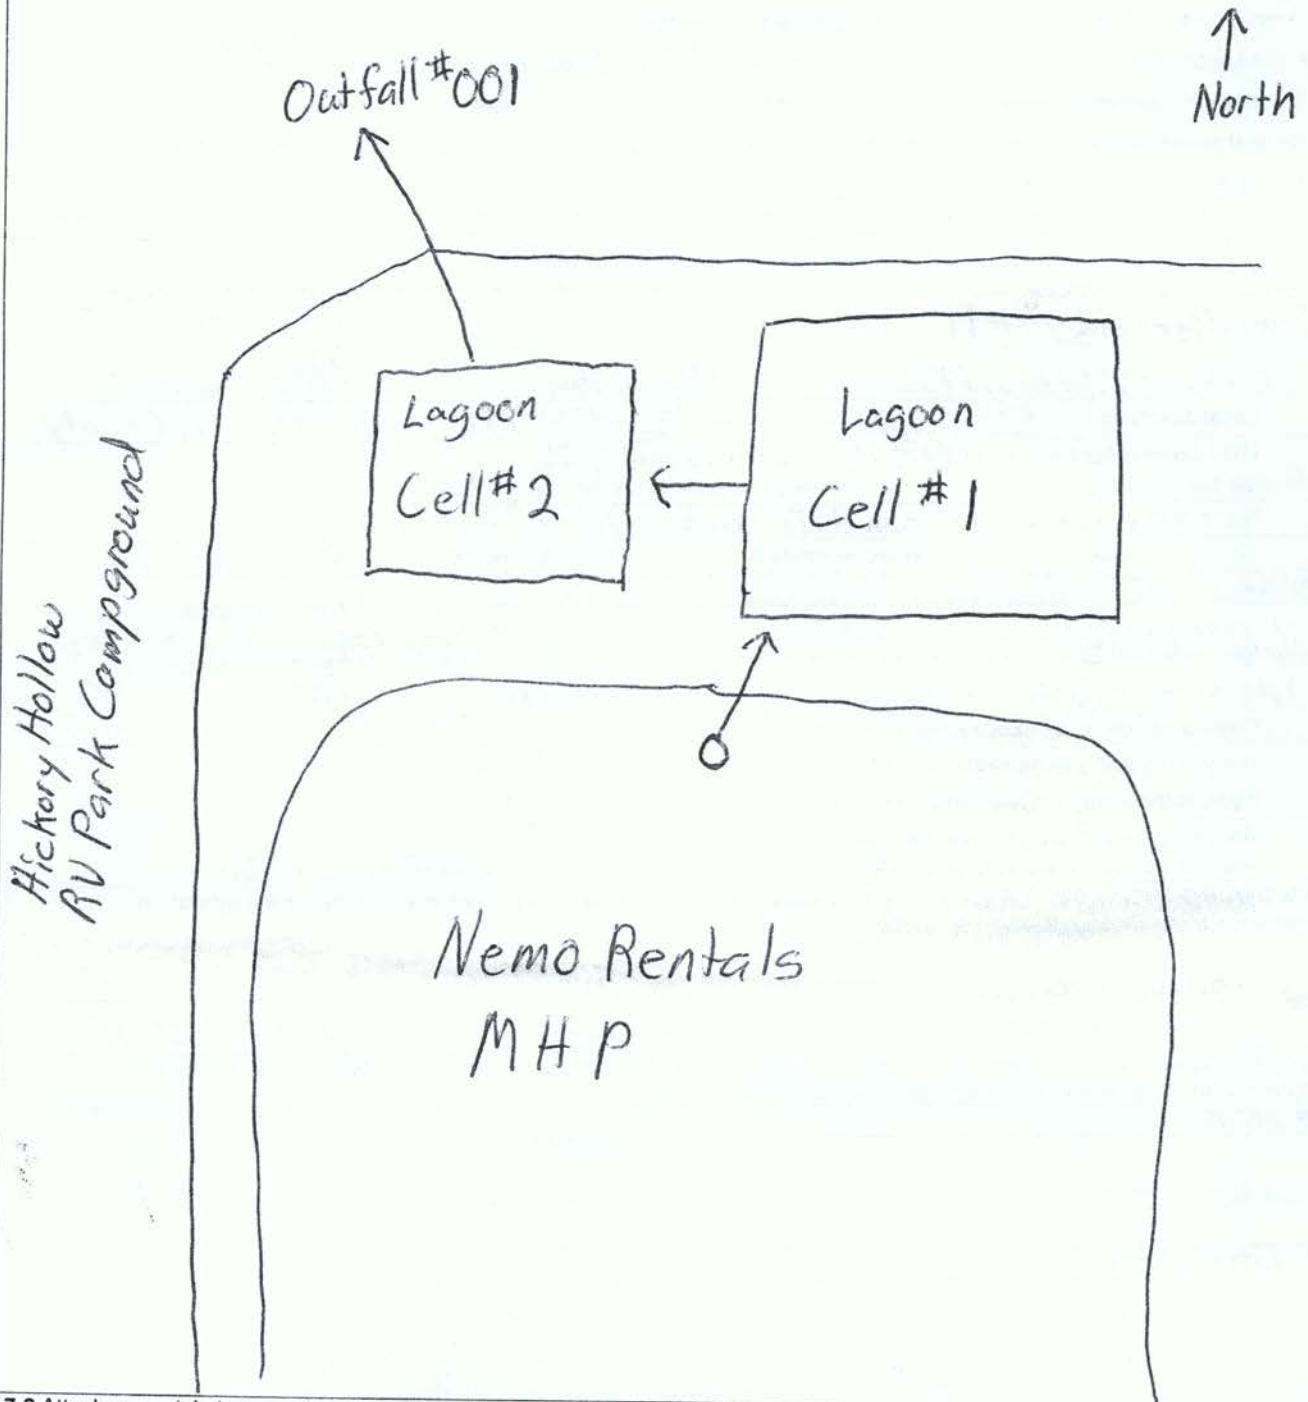 North
Outfall #001
Lagoon
Cell #2
Lagoon
Cell #1
Hickory Hollow
RV Park Campground
Nemo Rentals
MHP